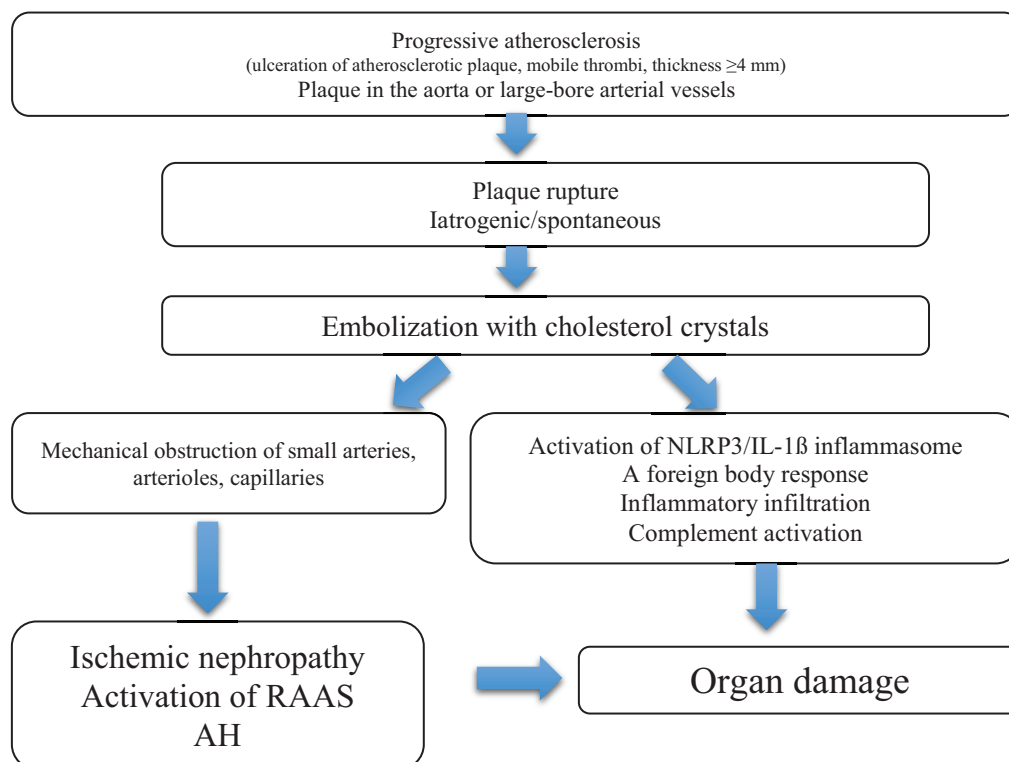 Progressive atherosclerosis
(ulceration of atherosclerotic plaque, mobile thrombi, thickness ≥4 mm)
Plaque in the aorta or large-bore arterial vessels
Plaque rupture
Iatrogenic/spontaneous
Embolization with cholesterol crystals
Mechanical obstruction of small arteries,
arterioles, capillaries
Activation of NLRP3/IL-1ß inflammasome
A foreign body response
Inflammatory infiltration
Complement activation
Ischemic nephropathy
Activation of RAAS
AH
Organ damage